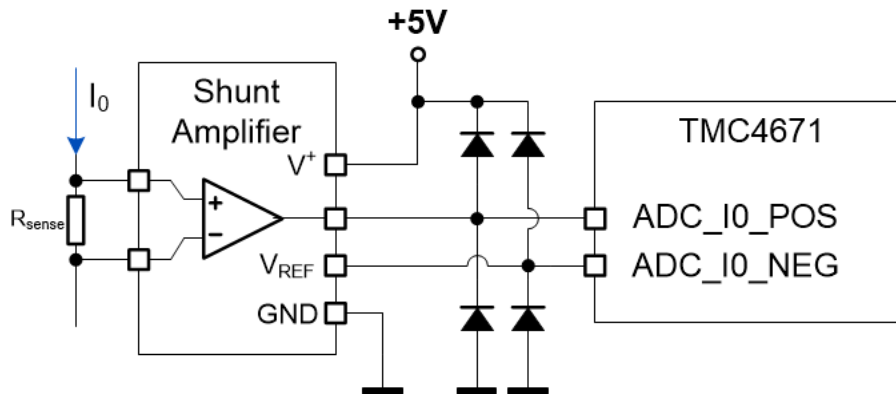 +5V
I0
Shunt
Amplifier
TMC4671
V+
+
Rsense
−
ADC_I0_POS
VREF
ADC_I0_NEG
GND